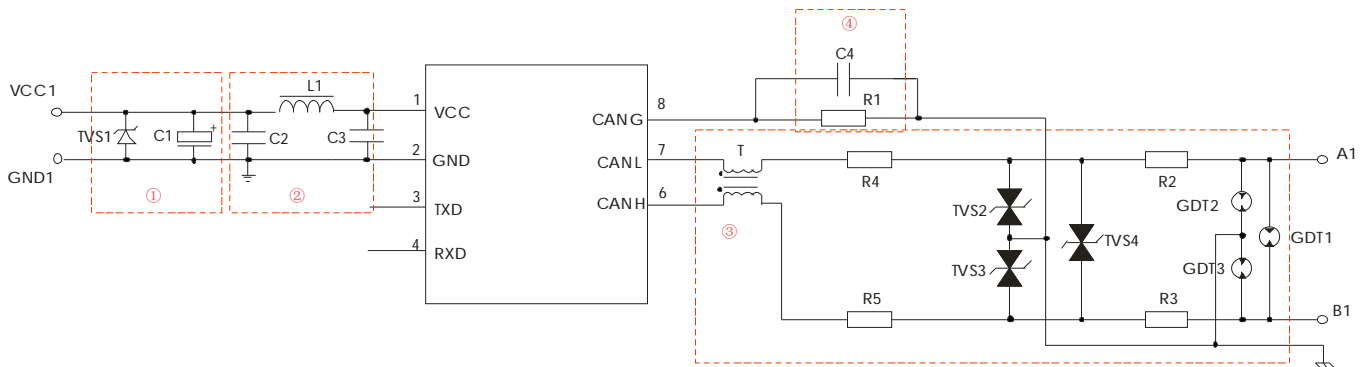 ④
C4
VCC1
L1
1
VCC
8
CANG
R1
TVS1
C1
+
C2
C3
2
GND
7
CANL
T
R4
R2
A1
GND1
①
②
3
TXD
6
CANH
③
TVS2
TVS4
GDT2
GDT1
4
RXD
TVS3
GDT3
R5
R3
B1